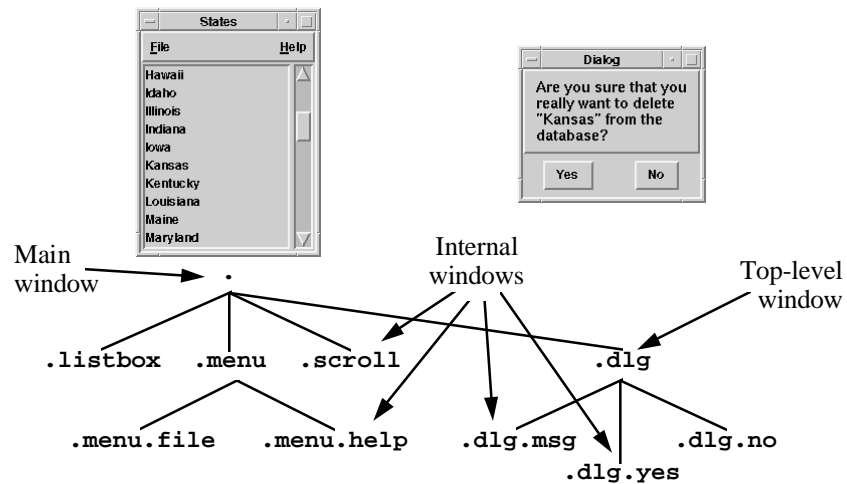 States
File Help
Hawaii
Idaho
Illinois
Indiana
Iowa
Kansas
Kentucky
Louisiana
Maine
Maryland
Dialog
Are you sure that you
really want to delete
"Kansas" from the
database?
Yes No
Main
window
Internal
windows
Top-level
window
.
.listbox .menu .scroll .dlg
.menu.file .menu.help .dlg.msg .dlg.no
.dlg.yes